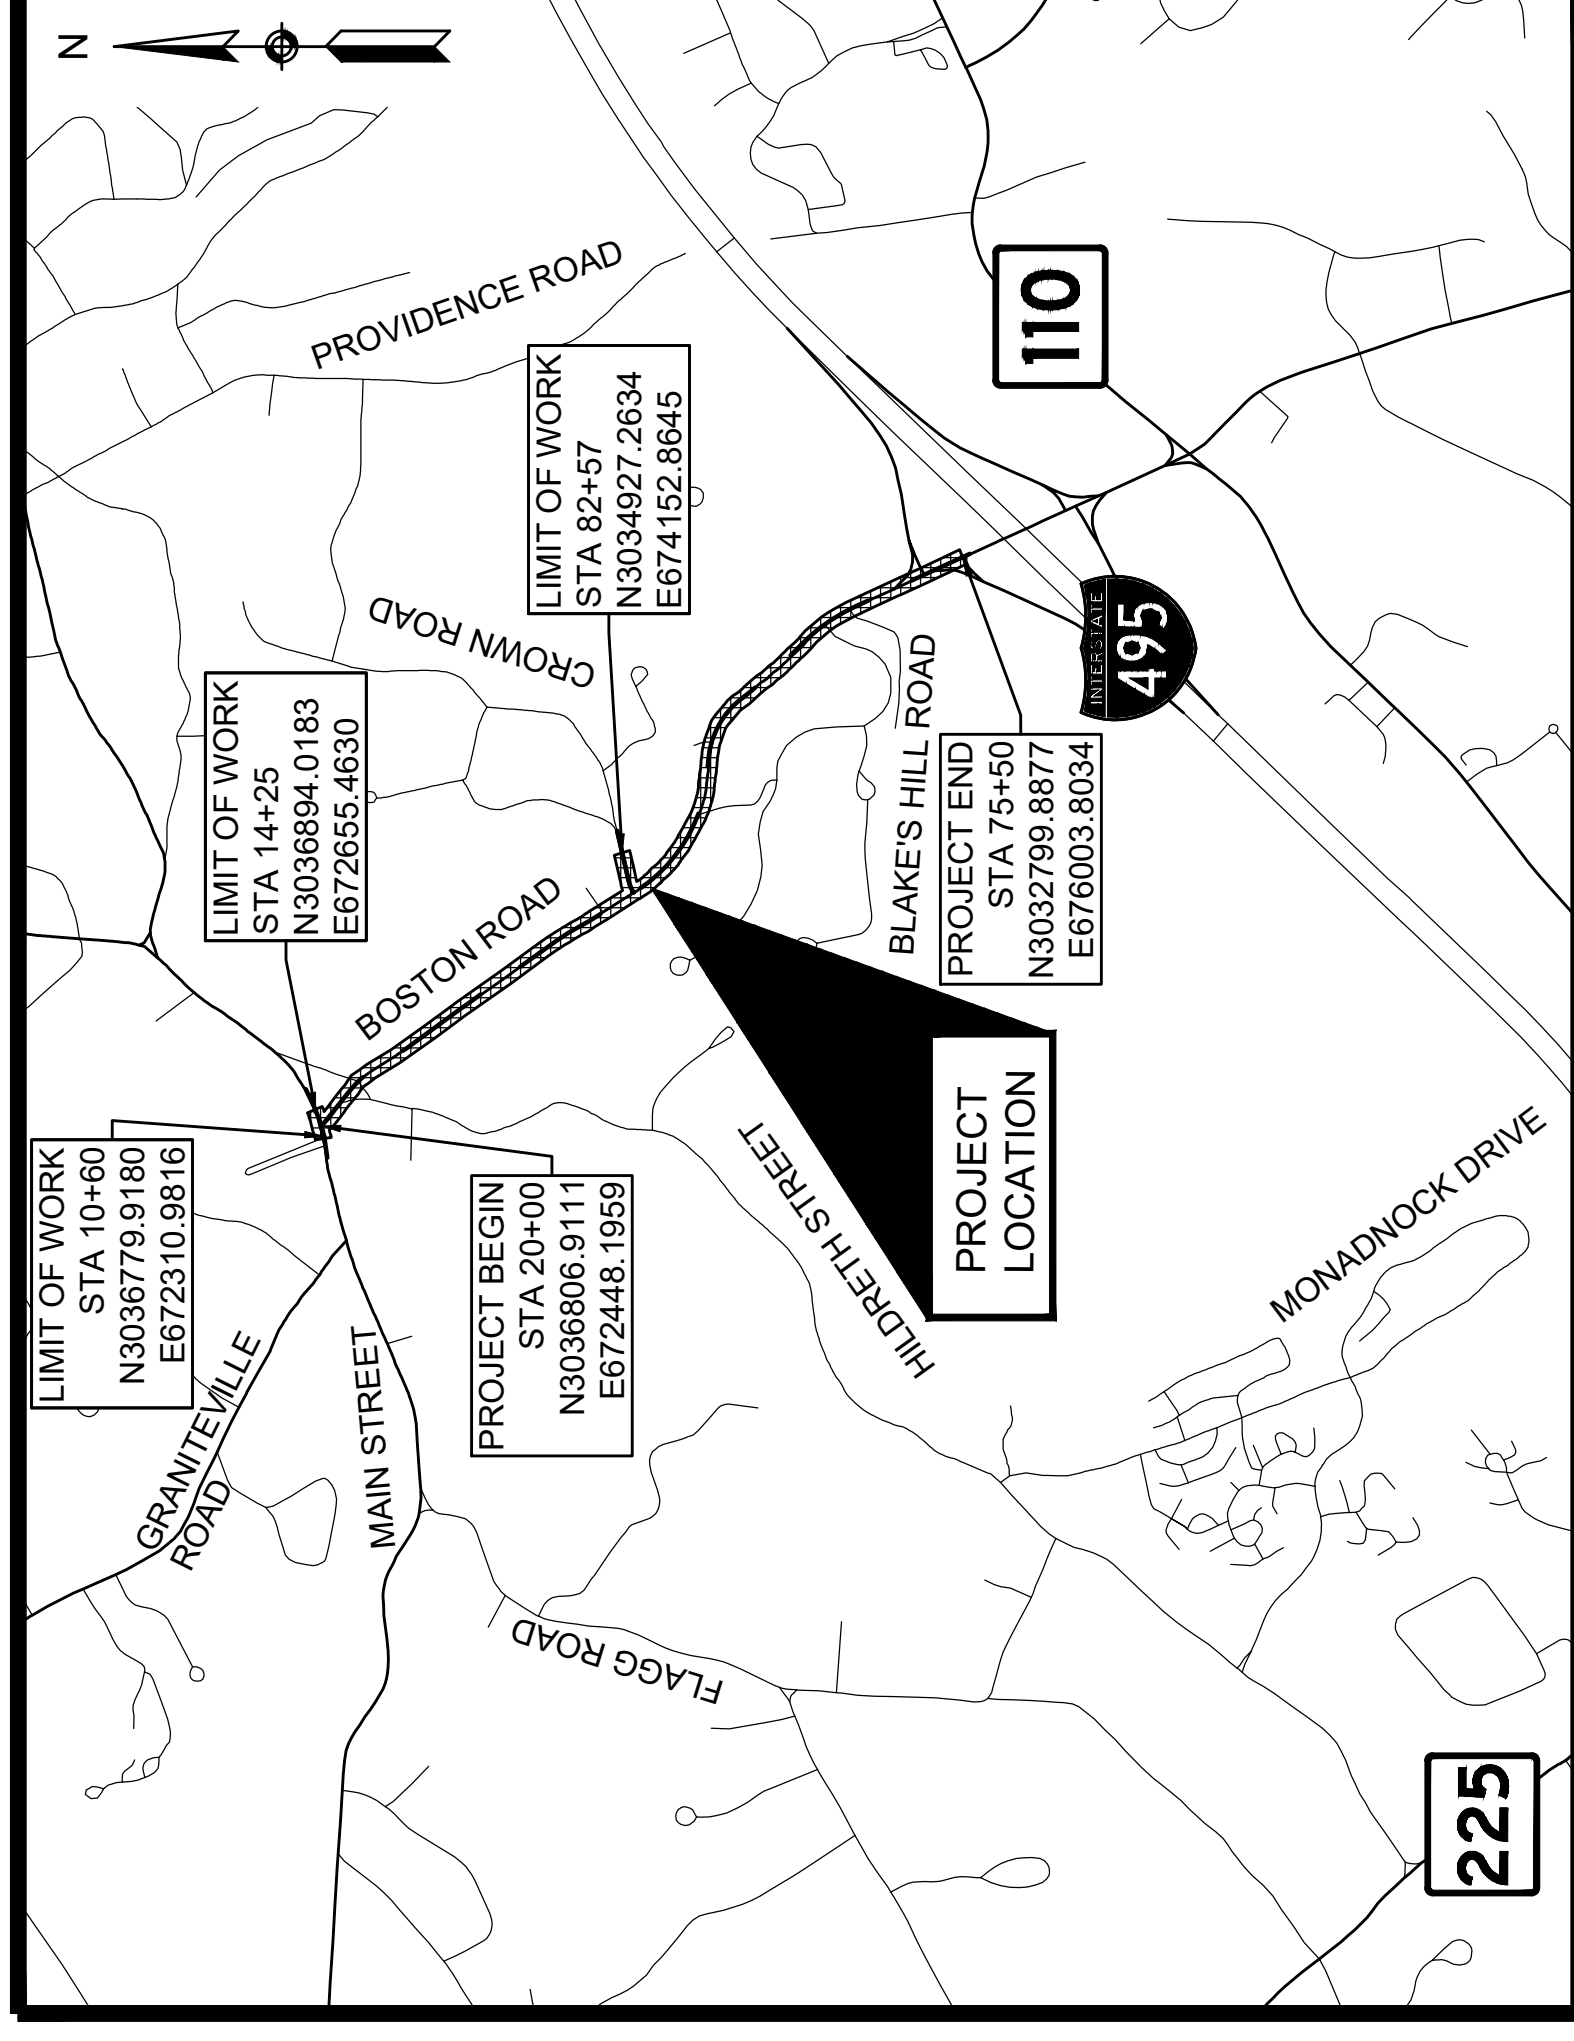 N
LIMIT OF WORK
STA 10+60
N3036779.9180
E672310.9816
LIMIT OF WORK
STA 14+25
N3036894.0183
E672655.4630
PROVIDENCE ROAD
GRANITEVILLE
ROAD
MAIN STREET
BOSTON ROAD
CROWN ROAD
PROJECT BEGIN
STA 20+00
N3036806.9111
E672448.1959
LIMIT OF WORK
STA 82+57
N3034927.2634
E674152.8645
FLAGG ROAD
HILDRETH STREET
BLAKE'S HILL ROAD
PROJECT
LOCATION
PROJECT END
STA 75+50
N3032799.8877
E676003.8034
110
INTERSTATE
495
MONADNOCK DRIVE
225